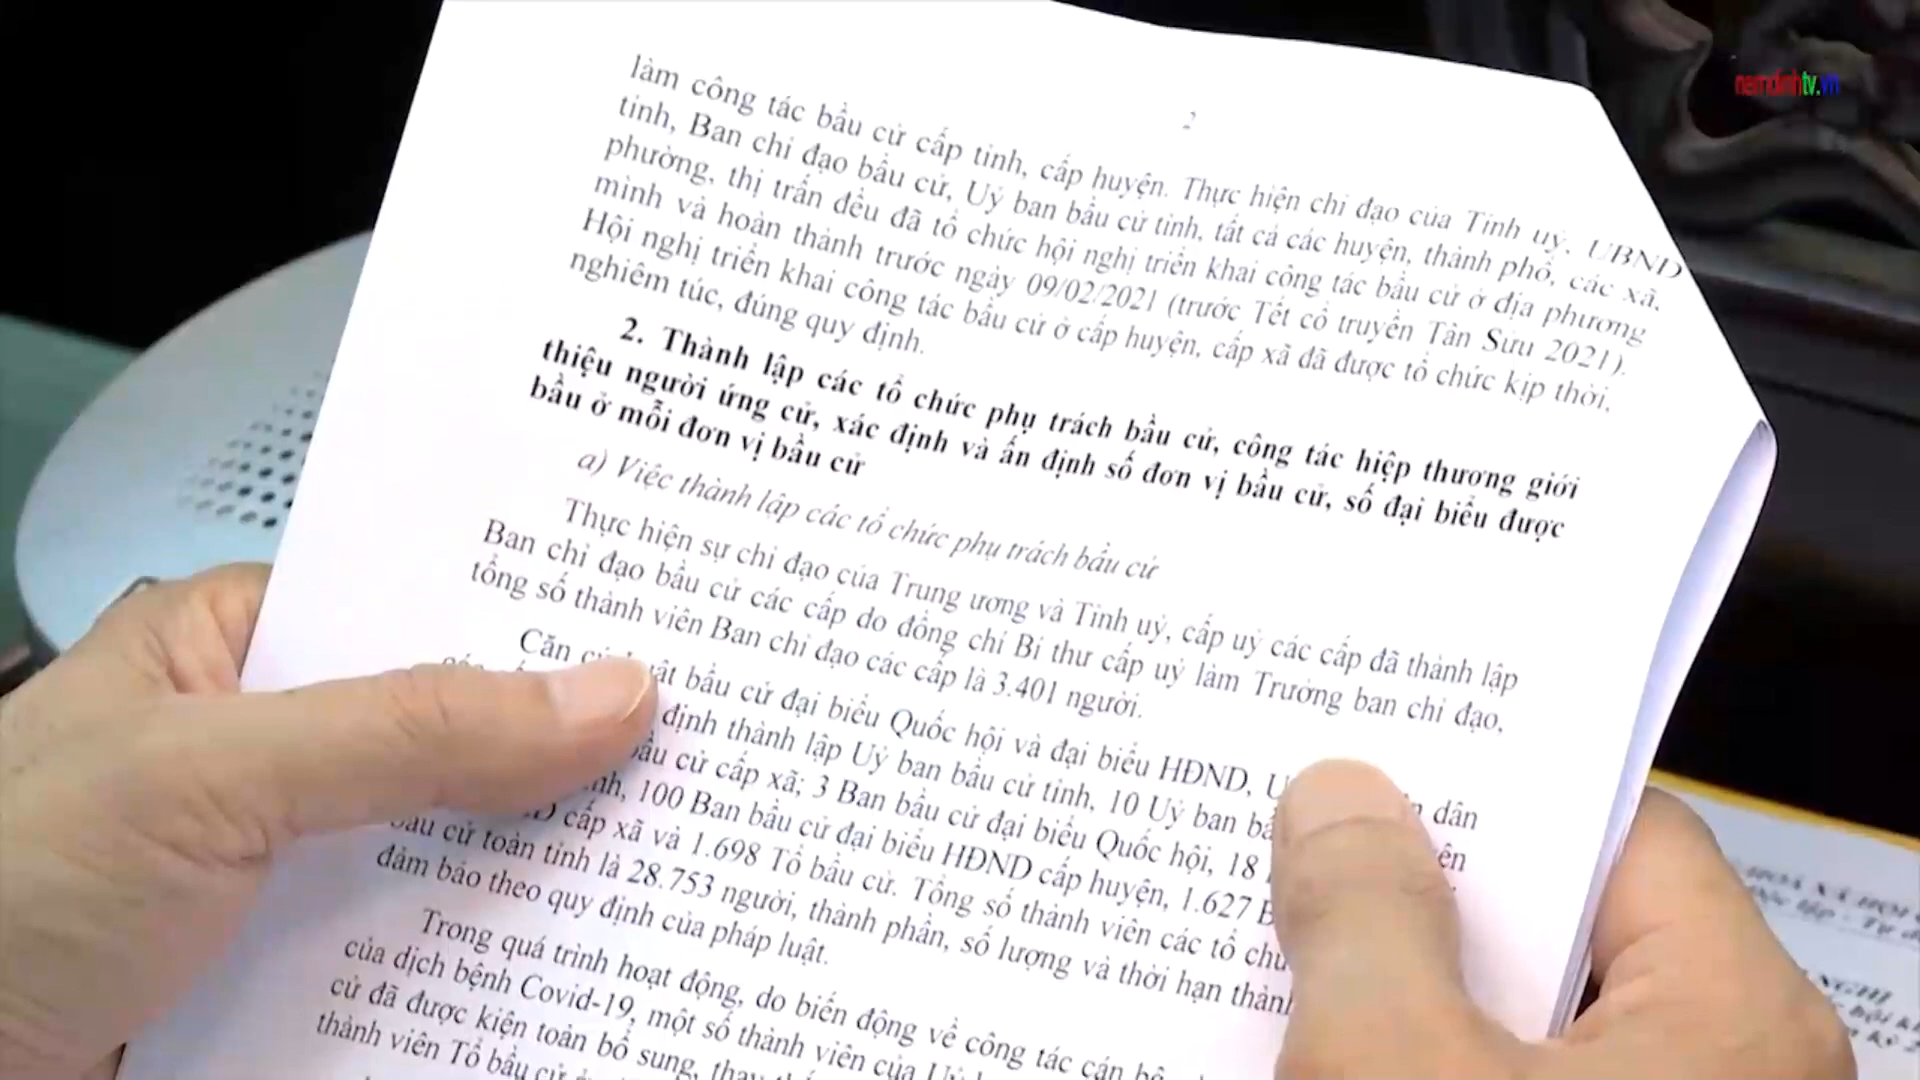 namdinhtv.vn
2
làm công tác bầu cử cấp tỉnh, cấp huyện. Thực hiện chỉ đạo của Tỉnh uỷ, UBND
tỉnh, Ban chỉ đạo bầu cử, Uỷ ban bầu cử tỉnh, tất cả các huyện, thành phố, các xã,
phường, thị trấn đều đã tổ chức hội nghị triển khai công tác bầu cử ở địa phương
mình và hoàn thành trước ngày 09/02/2021 (trước Tết cổ truyền Tân Sửu 2021).
Hội nghị triển khai công tác bầu cử ở cấp huyện, cấp xã đã được tổ chức kịp thời,
nghiêm túc, đúng quy định.
2. Thành lập các tổ chức phụ trách bầu cử, công tác hiệp thương giới
thiệu người ứng cử, xác định và ấn định số đơn vị bầu cử, số đại biểu được
bầu ở mỗi đơn vị bầu cử
a) Việc thành lập các tổ chức phụ trách bầu cử
Thực hiện sự chỉ đạo của Trung ương và Tỉnh uỷ, cấp uỷ các cấp đã thành lập
Ban chỉ đạo bầu cử các cấp do đồng chí Bí thư cấp uỷ làm Trưởng ban chỉ đạo,
tổng số thành viên Ban chỉ đạo các cấp là 3.401 người.
Căn bầu cử đại biểu Quốc hội và đại biểu HĐND, dân
định thành lập Uỷ ban bầu cử tỉnh, 10 Uỷ ban
bầu cử cấp xã; 3 Ban bầu cử đại biểu Quốc hội, 18
100 Ban bầu cử đại biểu HĐND cấp huyện, 1.627
cấp xã và 1.698 Tổ bầu cử. Tổng số thành viên các tổ
bầu cử toàn tỉnh là 28.753 người, thành phần, số lượng và thời hạn thành
đảm bảo theo quy định của pháp luật.
Trong quá trình hoạt động, do biến động về công tác cán
của dịch bệnh Covid-19, một số thành viên của
cử đã được kiện toàn bổ sung, thay
thành viên Tổ bầu cử